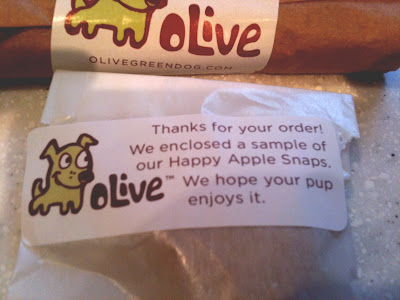 oLive
OLIVEGREENDOG.COM
Thanks for your order!
We enclosed a sample of
our Happy Apple Snaps.
oLive™ We hope your pup
enjoys it.